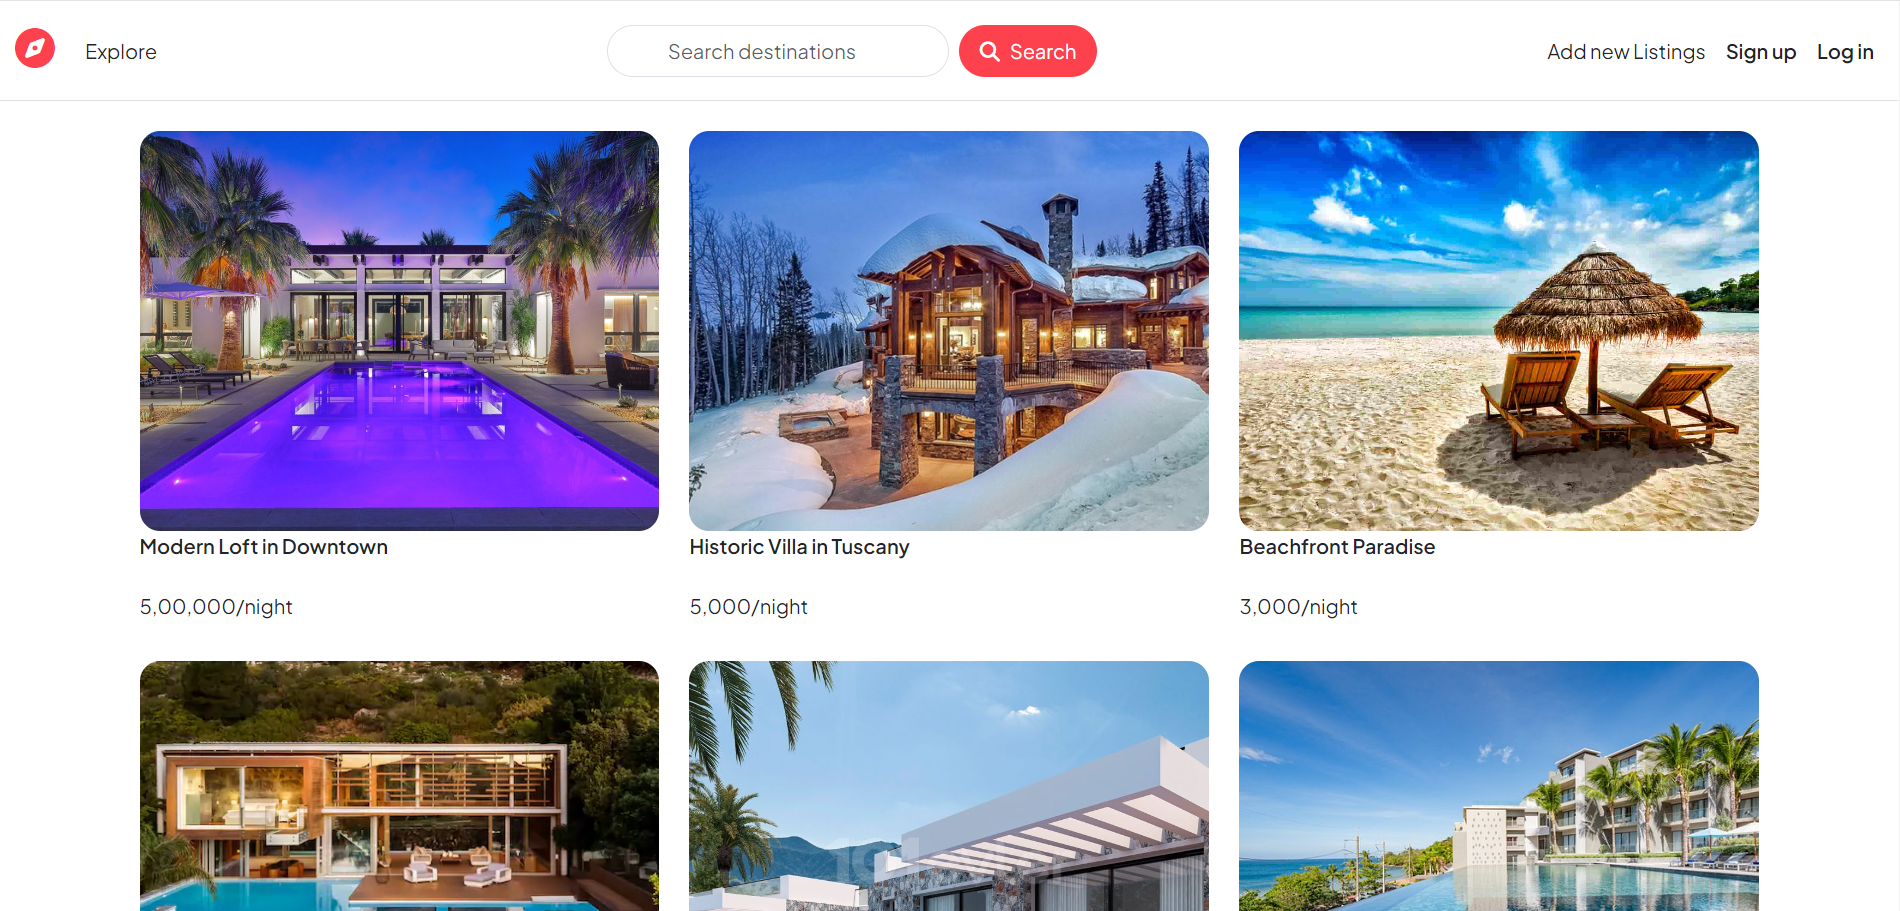 Explore
Search destinations
Search
Add new Listings
Sign up
Log in
Modern Loft in Downtown
5,00,000/night
Historic Villa in Tuscany
5,000/night
Beachfront Paradise
3,000/night